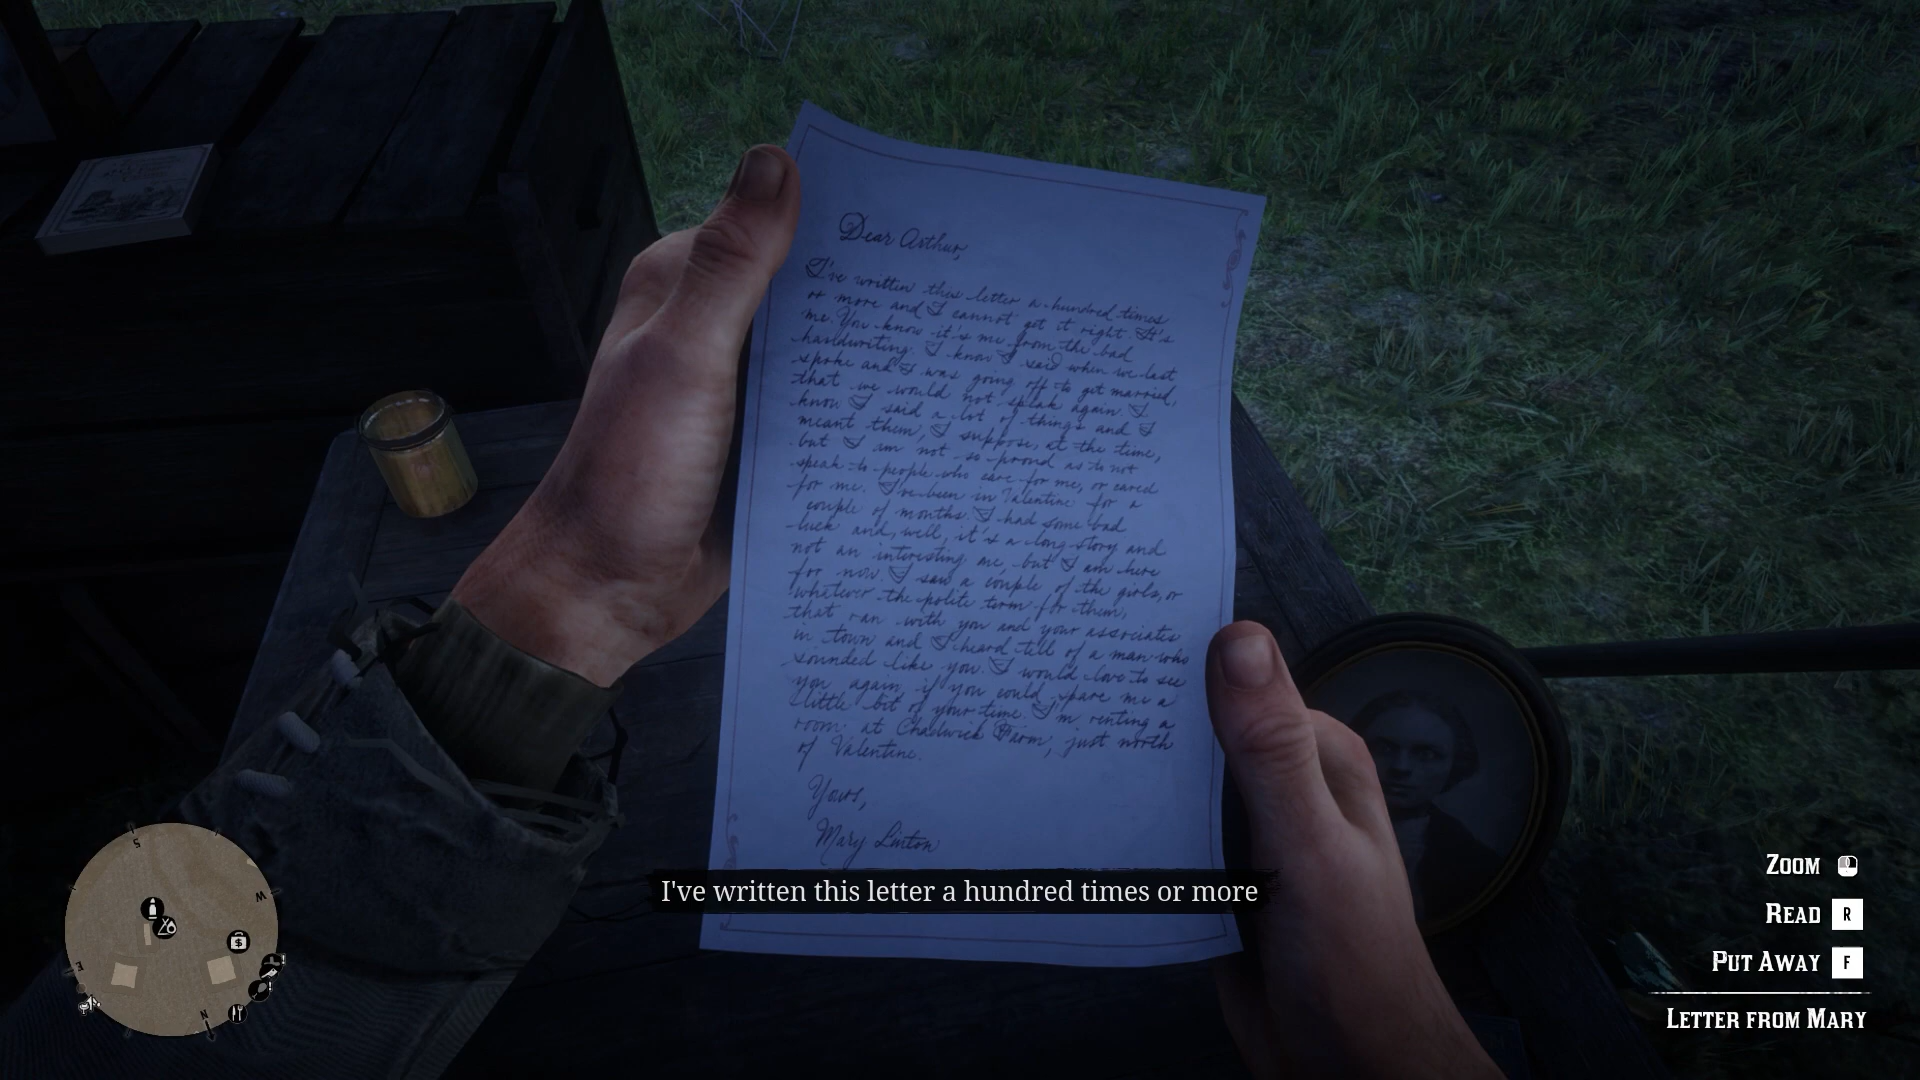 Dear Arthur,
I've written this letter a hundred times
or more and I cannot get it right. It's
me. You know it's me from the bad
handwriting. I know I said when we last
spoke and I was going off to get married,
that we would not speak again. I
know I said a lot of things and I
meant them, I suppose, at the time,
but I am not so proud as to not
speak to people who care for me, or cared
for me. I've been in Valentine for a
couple of months. I had some bad
luck and, well, it's a long story and
not an interesting one, but I am here
for now. I saw a couple of the girls, or
whatever the polite term for them,
that ran with you and your associates
in town and I heard tell of a man who
sounded like you. I would love to see
you again, if you could spare me a
little bit of your time. I'm renting a
room at Chadwick Farm, just north
of Valentine.
Yours,
Mary Linton
I've written this letter a hundred times or more
S
W
E
N
ZOOM
READ R
PUT AWAY F
LETTER FROM MARY